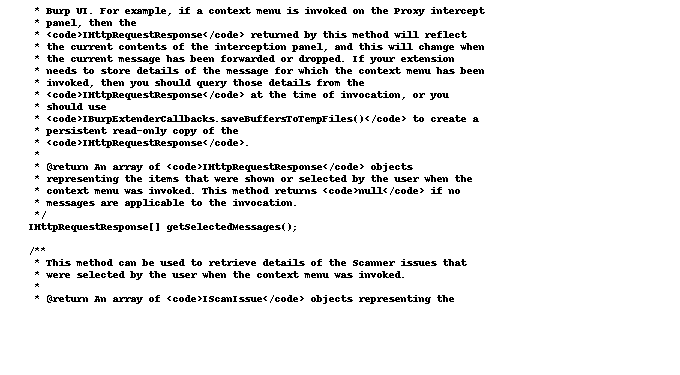 * Burp UI. For example, if a context menu is invoked on the Proxy intercept
* panel, then the
* <code>IHttpRequestResponse</code> returned by this method will reflect
* the current contents of the interception panel, and this will change when
* the current message has been forwarded or dropped. If your extension
* needs to store details of the message for which the context menu has been
* invoked, then you should query those details from the
* <code>IHttpRequestResponse</code> at the time of invocation, or you
* should use
* <code>IBurpExtenderCallbacks.saveBuffersToTempFiles()</code> to create a
* persistent read-only copy of the
* <code>IHttpRequestResponse</code>.
*
* @return An array of <code>IHttpRequestResponse</code> objects
* representing the items that were shown or selected by the user when the
* context menu was invoked. This method returns <code>null</code> if no
* messages are applicable to the invocation.
*/
IHttpRequestResponse[] getSelectedMessages();
/**
* This method can be used to retrieve details of the Scanner issues that
* were selected by the user when the context menu was invoked.
*
* @return An array of <code>IScanIssue</code> objects representing the